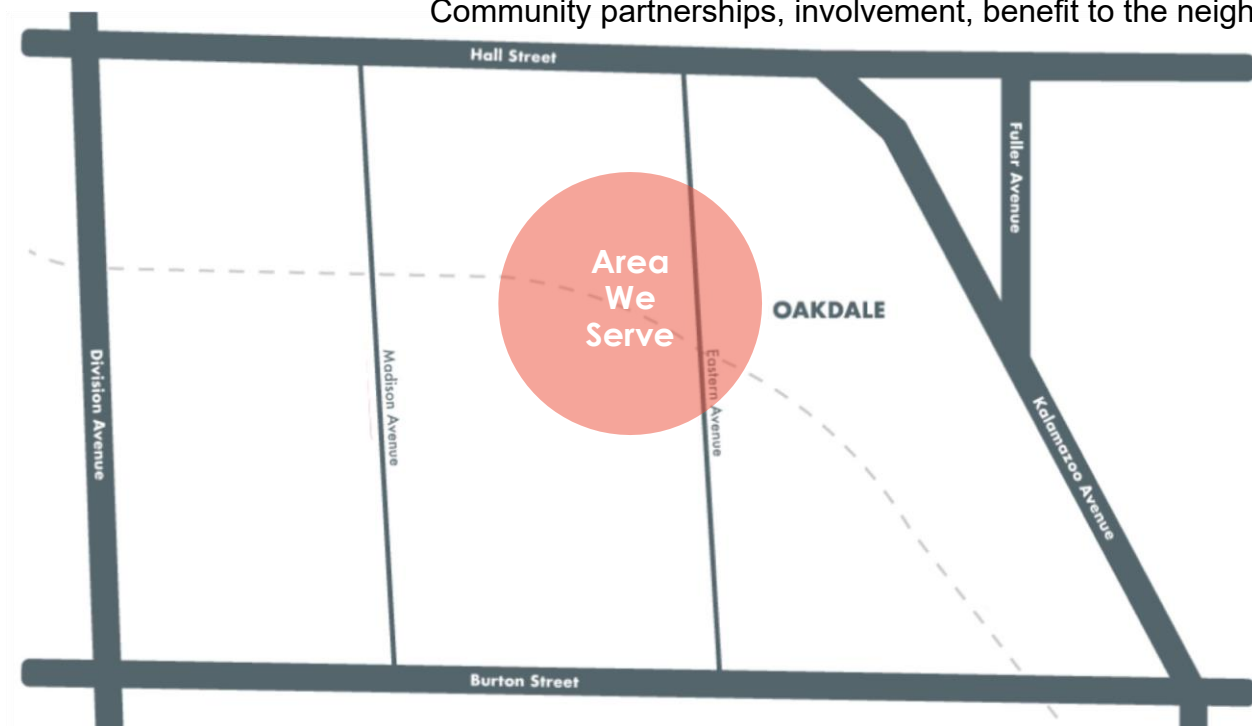 Community partnerships, involvement, benefit to the neigh
Hall Street
Fuller Avenue
Area
We
Serve
OAKDALE
Division Avenue
Madison Avenue
Eastern Avenue
Kalamazoo Avenue
Burton Street